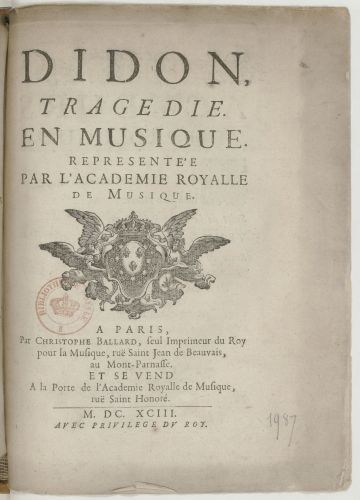 DIDON,
TRAGEDIE.
EN MUSIQUE.
REPRESENTE'E
PAR L'ACADEMIE ROYALLE
DE MUSIQUE.
A PARIS,
Par CHRISTOPHE BALLARD, seul Imprimeur du Roy
pour la Musique, ruë Saint Jean de Beauvais,
au Mont-Parnasse.
ET SE VEND
A la Porte de l'Academie Royalle de Musique,
ruë Saint Honoré.
M. DC. XCIII.
AVEC PRIVILEGE DV ROY.
1987